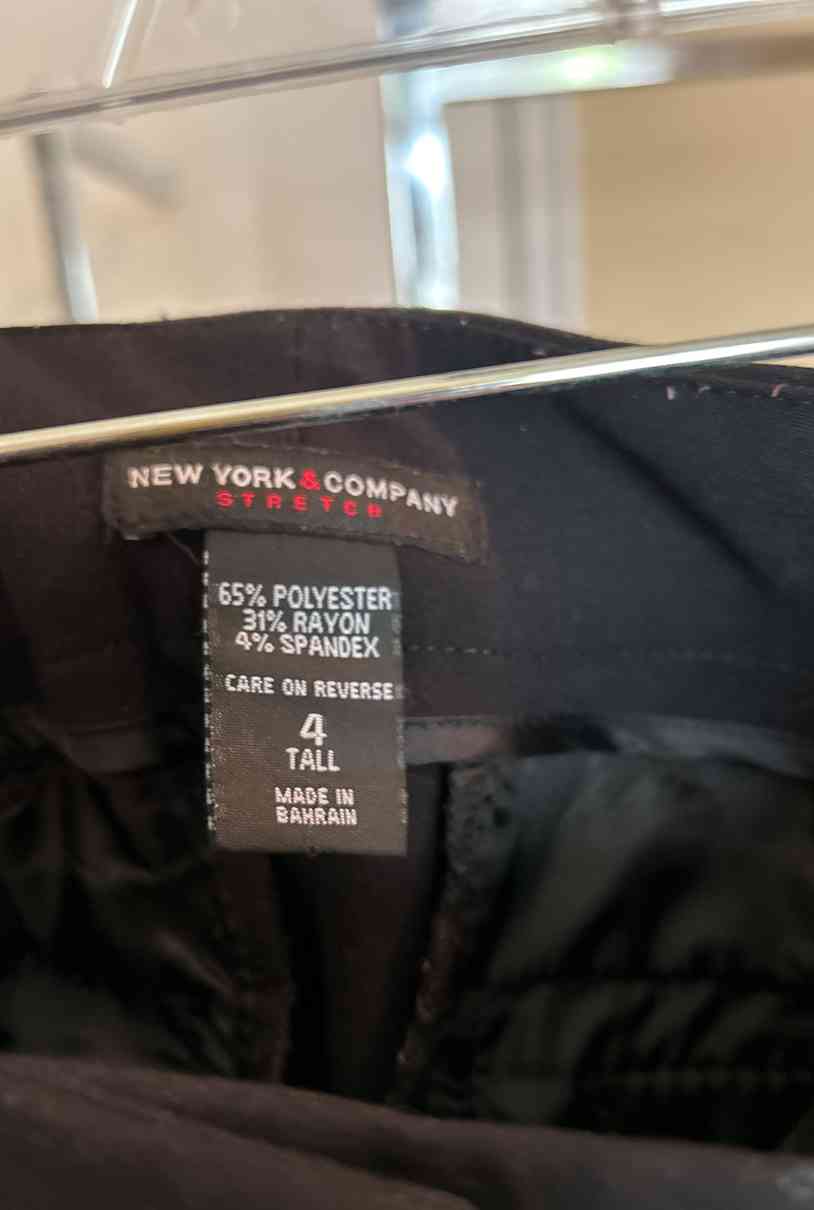 NEW YORK & COMPANY
STRETCH
65% POLYESTER
31% RAYON
4% SPANDEX
CARE ON REVERSE
4
TALL
MADE IN
BAHRAIN